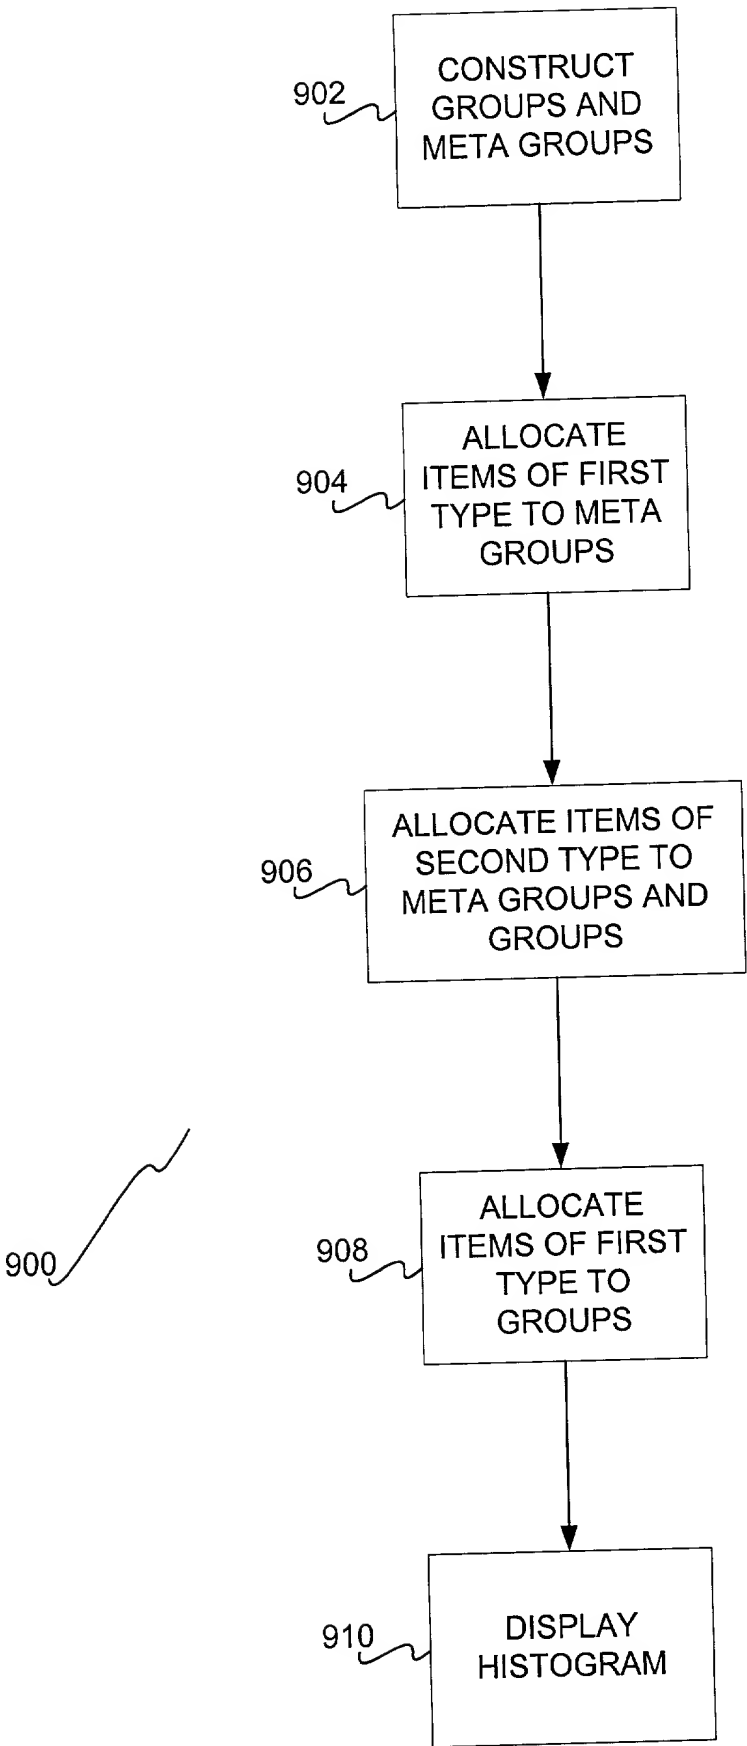 902
CONSTRUCT
GROUPS AND
META GROUPS
904
ALLOCATE
ITEMS OF FIRST
TYPE TO META
GROUPS
906
ALLOCATE ITEMS OF
SECOND TYPE TO
META GROUPS AND
GROUPS
900
908
ALLOCATE
ITEMS OF FIRST
TYPE TO
GROUPS
910
DISPLAY
HISTOGRAM